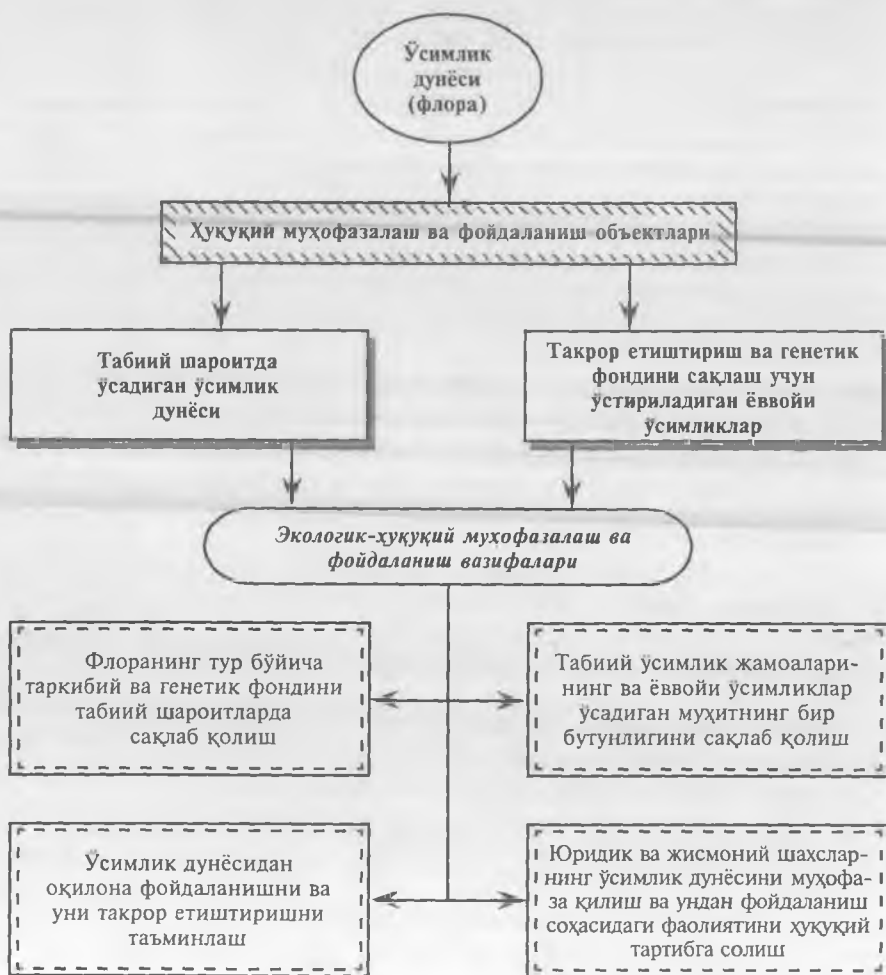 Ўсимлик
дунёси
(флора)
Ҳуқуқий муҳофазалаш ва фойдаланиш объектлари
Табиий шароитда
ўсадиган ўсимлик
дунёси
Такрор етиштириш ва генетик
фондини сақлаш учун
ўстириладиган ёввойи
ўсимликлар
Экологик-ҳуқуқий муҳофазалаш ва
фойдаланиш вазифалари
Флоранинг тур бўйича
таркибий ва генетик фондини
табиий шароитларда
сақлаб қолиш
Табиий ўсимлик жамоалари-
нинг ва ёввойи ўсимликлар
ўсадиган муҳитнинг бир
бутунлигини сақлаб қолиш
Ўсимлик дунёсидан
оқилона фойдаланишни ва
уни такрор етиштиришни
таъминлаш
Юридик ва жисмоний шахслар-
нинг ўсимлик дунёсини муҳофа-
за қилиш ва ундан фойдаланиш
соҳасидаги фаолиятини ҳуқуқий
тартибга солиш